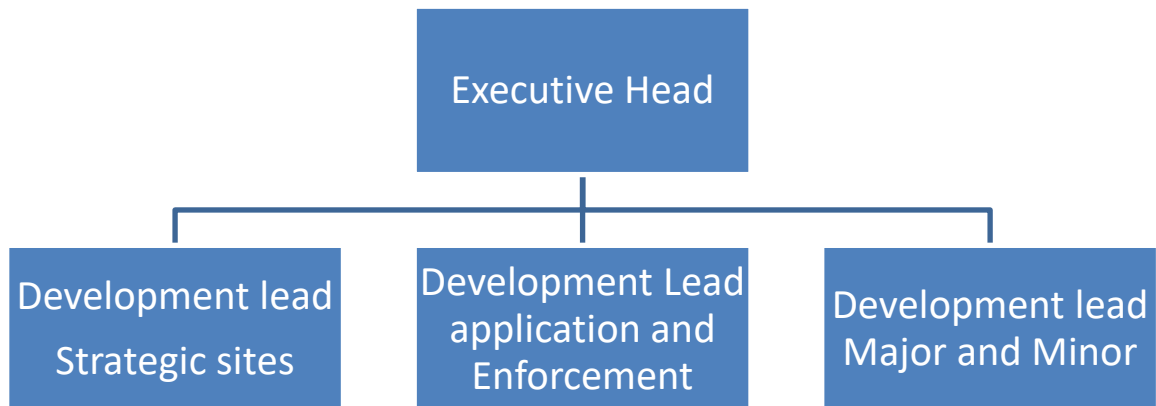 Executive Head
Development lead
Strategic sites
Development Lead
application and
Enforcement
Development lead
Major and Minor